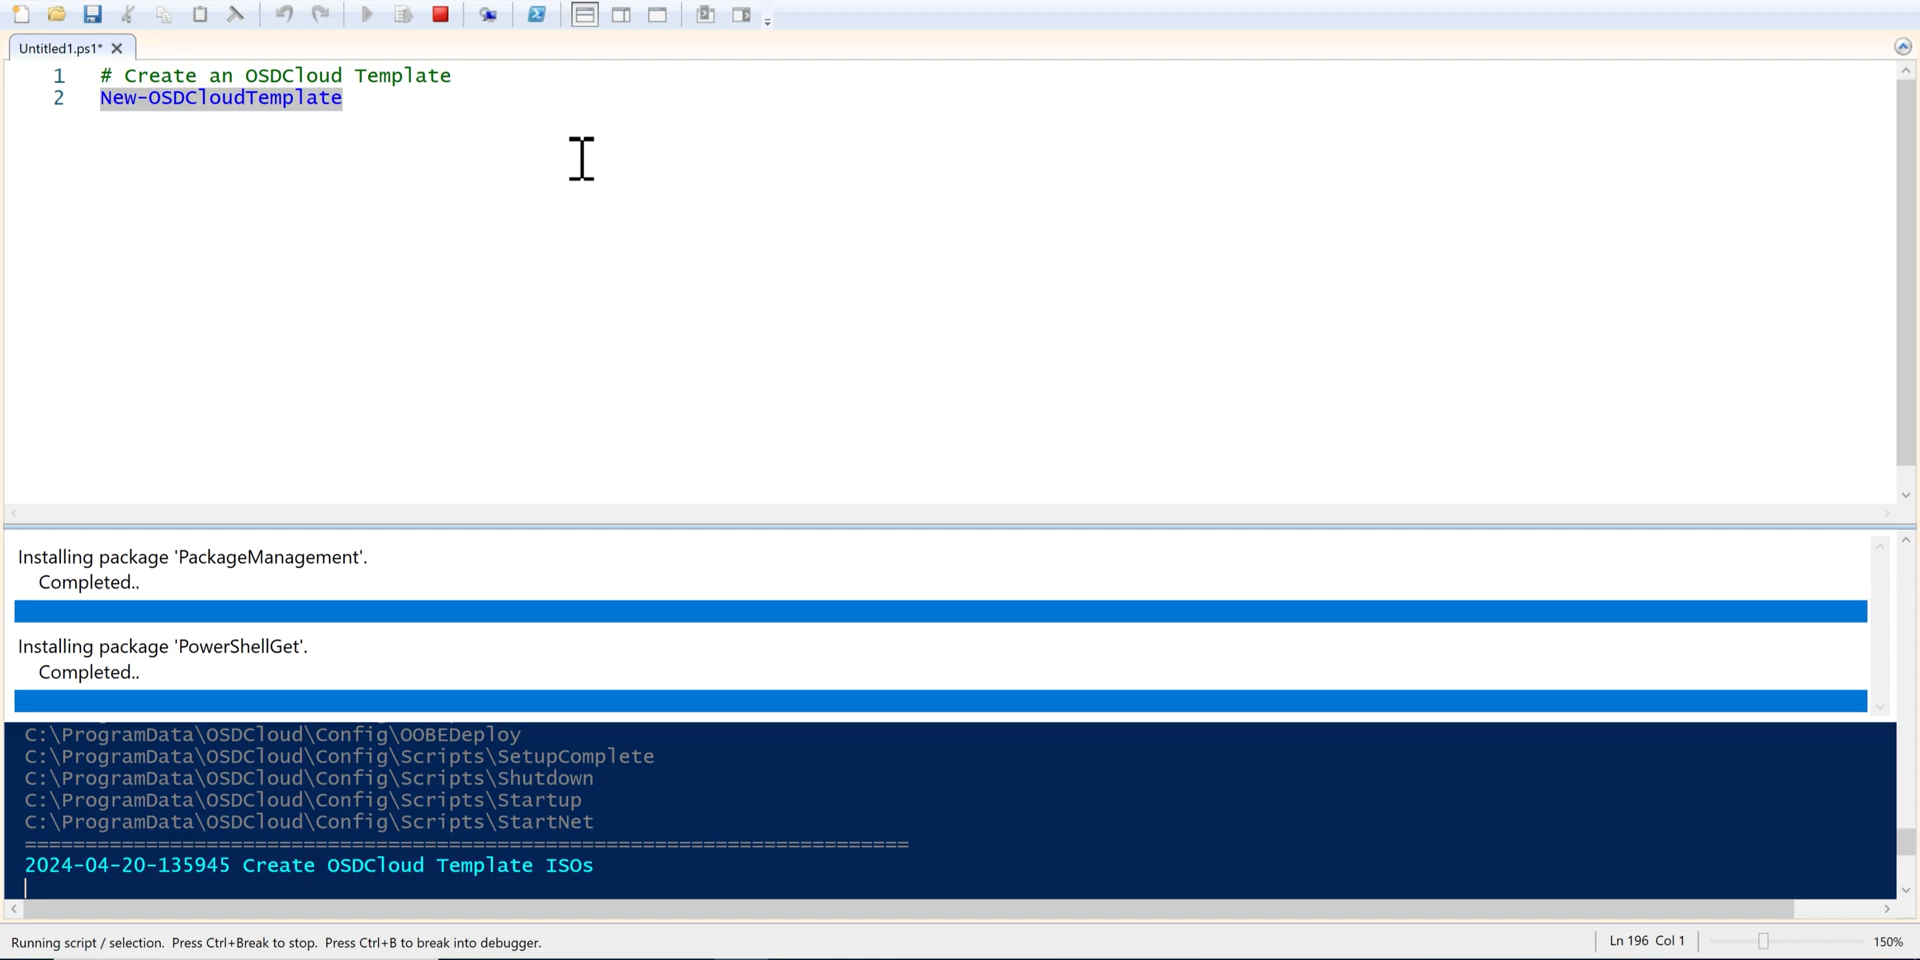 Untitled1.ps1*
1 # Create an OSDCloud Template
2 New-OSDCloudTemplate
Installing package 'PackageManagement'.
Completed..
Installing package 'PowerShellGet'.
Completed..
C:\ProgramData\OSDCloud\Config\OOBEDeploy
C:\ProgramData\OSDCloud\Config\Scripts\SetupComplete
C:\ProgramData\OSDCloud\Config\Scripts\Shutdown
C:\ProgramData\OSDCloud\Config\Scripts\Startup
C:\ProgramData\OSDCloud\Config\Scripts\StartNet
=========================================================================
2024-04-20-135945 Create OSDCloud Template ISOs
Running script / selection. Press Ctrl+Break to stop. Press Ctrl+B to break into debugger.
Ln 196 Col 1
150%